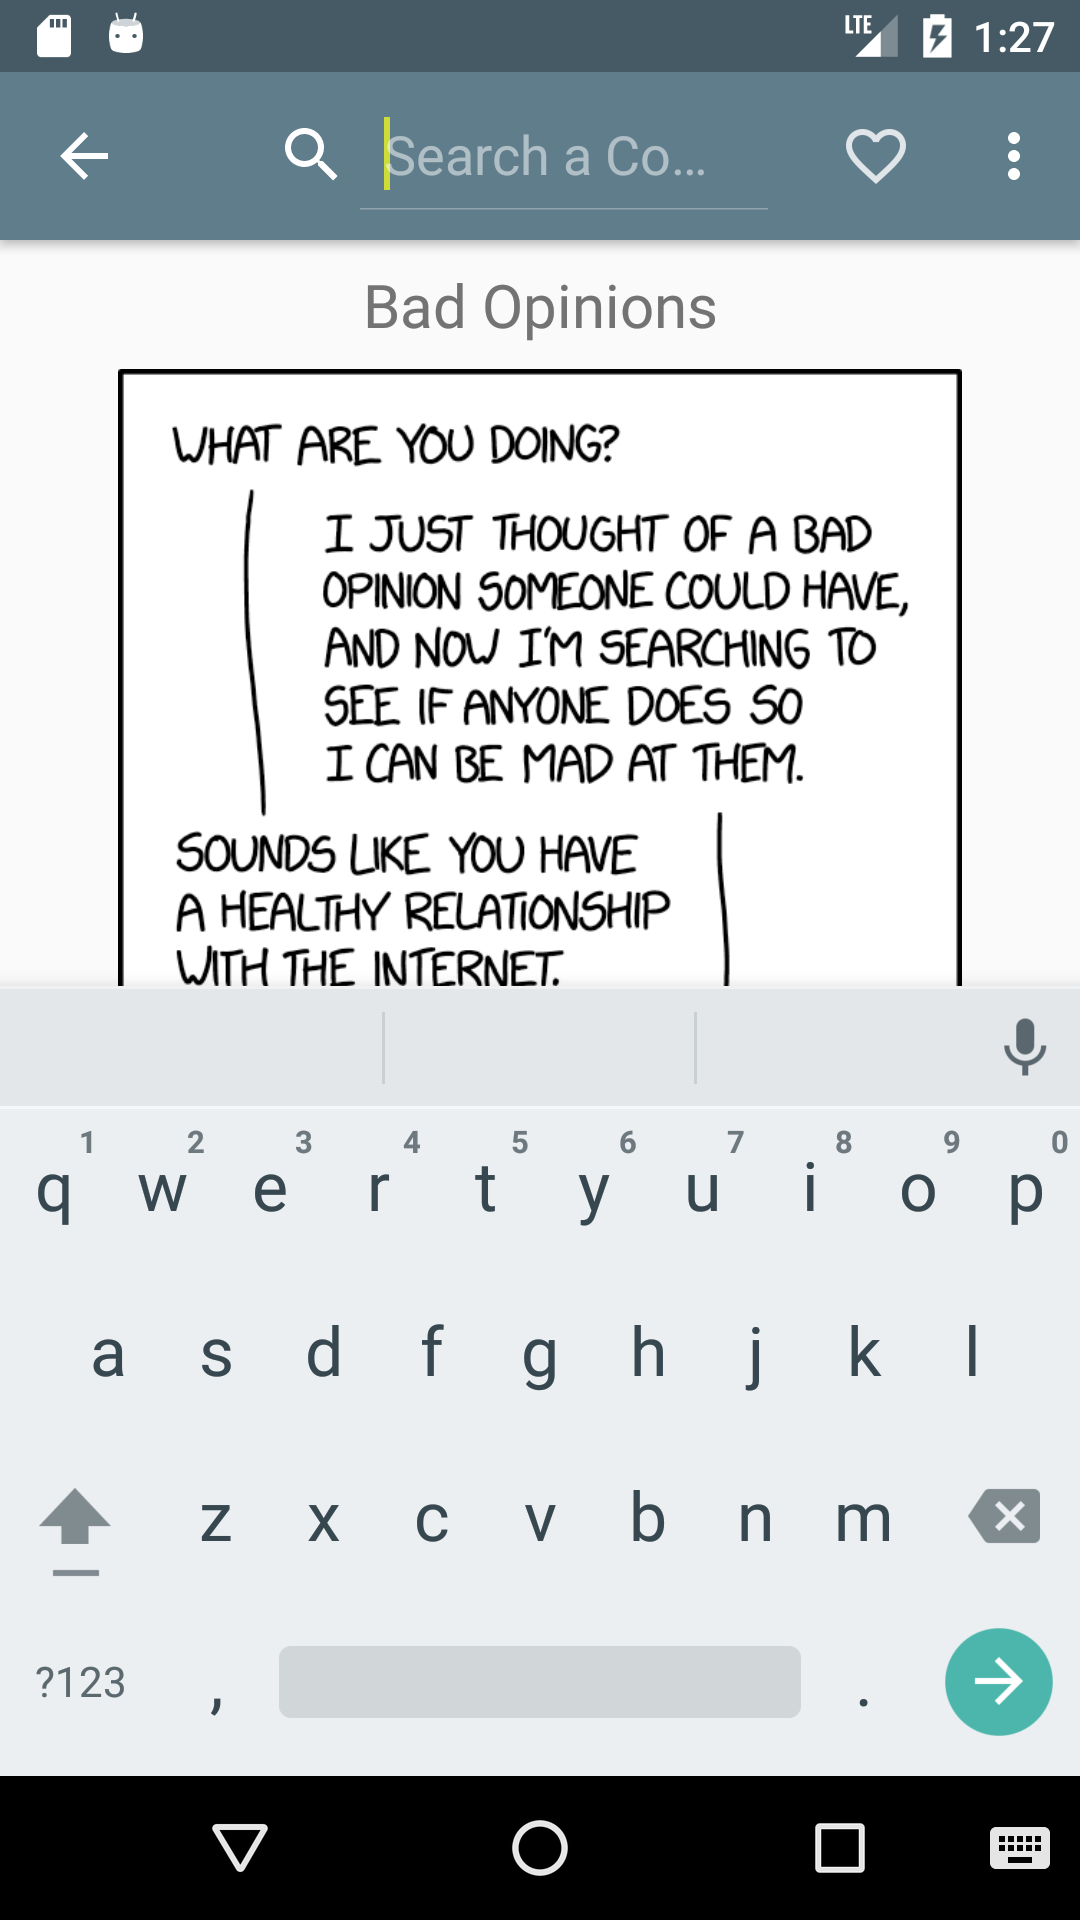 LTE 1:27
Search a Co...
Bad Opinions
WHAT ARE YOU DOING?
I JUST THOUGHT OF A BAD
OPINION SOMEONE COULD HAVE,
AND NOW I'M SEARCHING TO
SEE IF ANYONE DOES SO
I CAN BE MAD AT THEM.
SOUNDS LIKE YOU HAVE
A HEALTHY RELATIONSHIP
WITH THE INTERNET.
1 2 3 4 5 6 7 8 9 0
q w e r t y u i o p
a s d f g h j k l
z x c v b n m
?123 , .